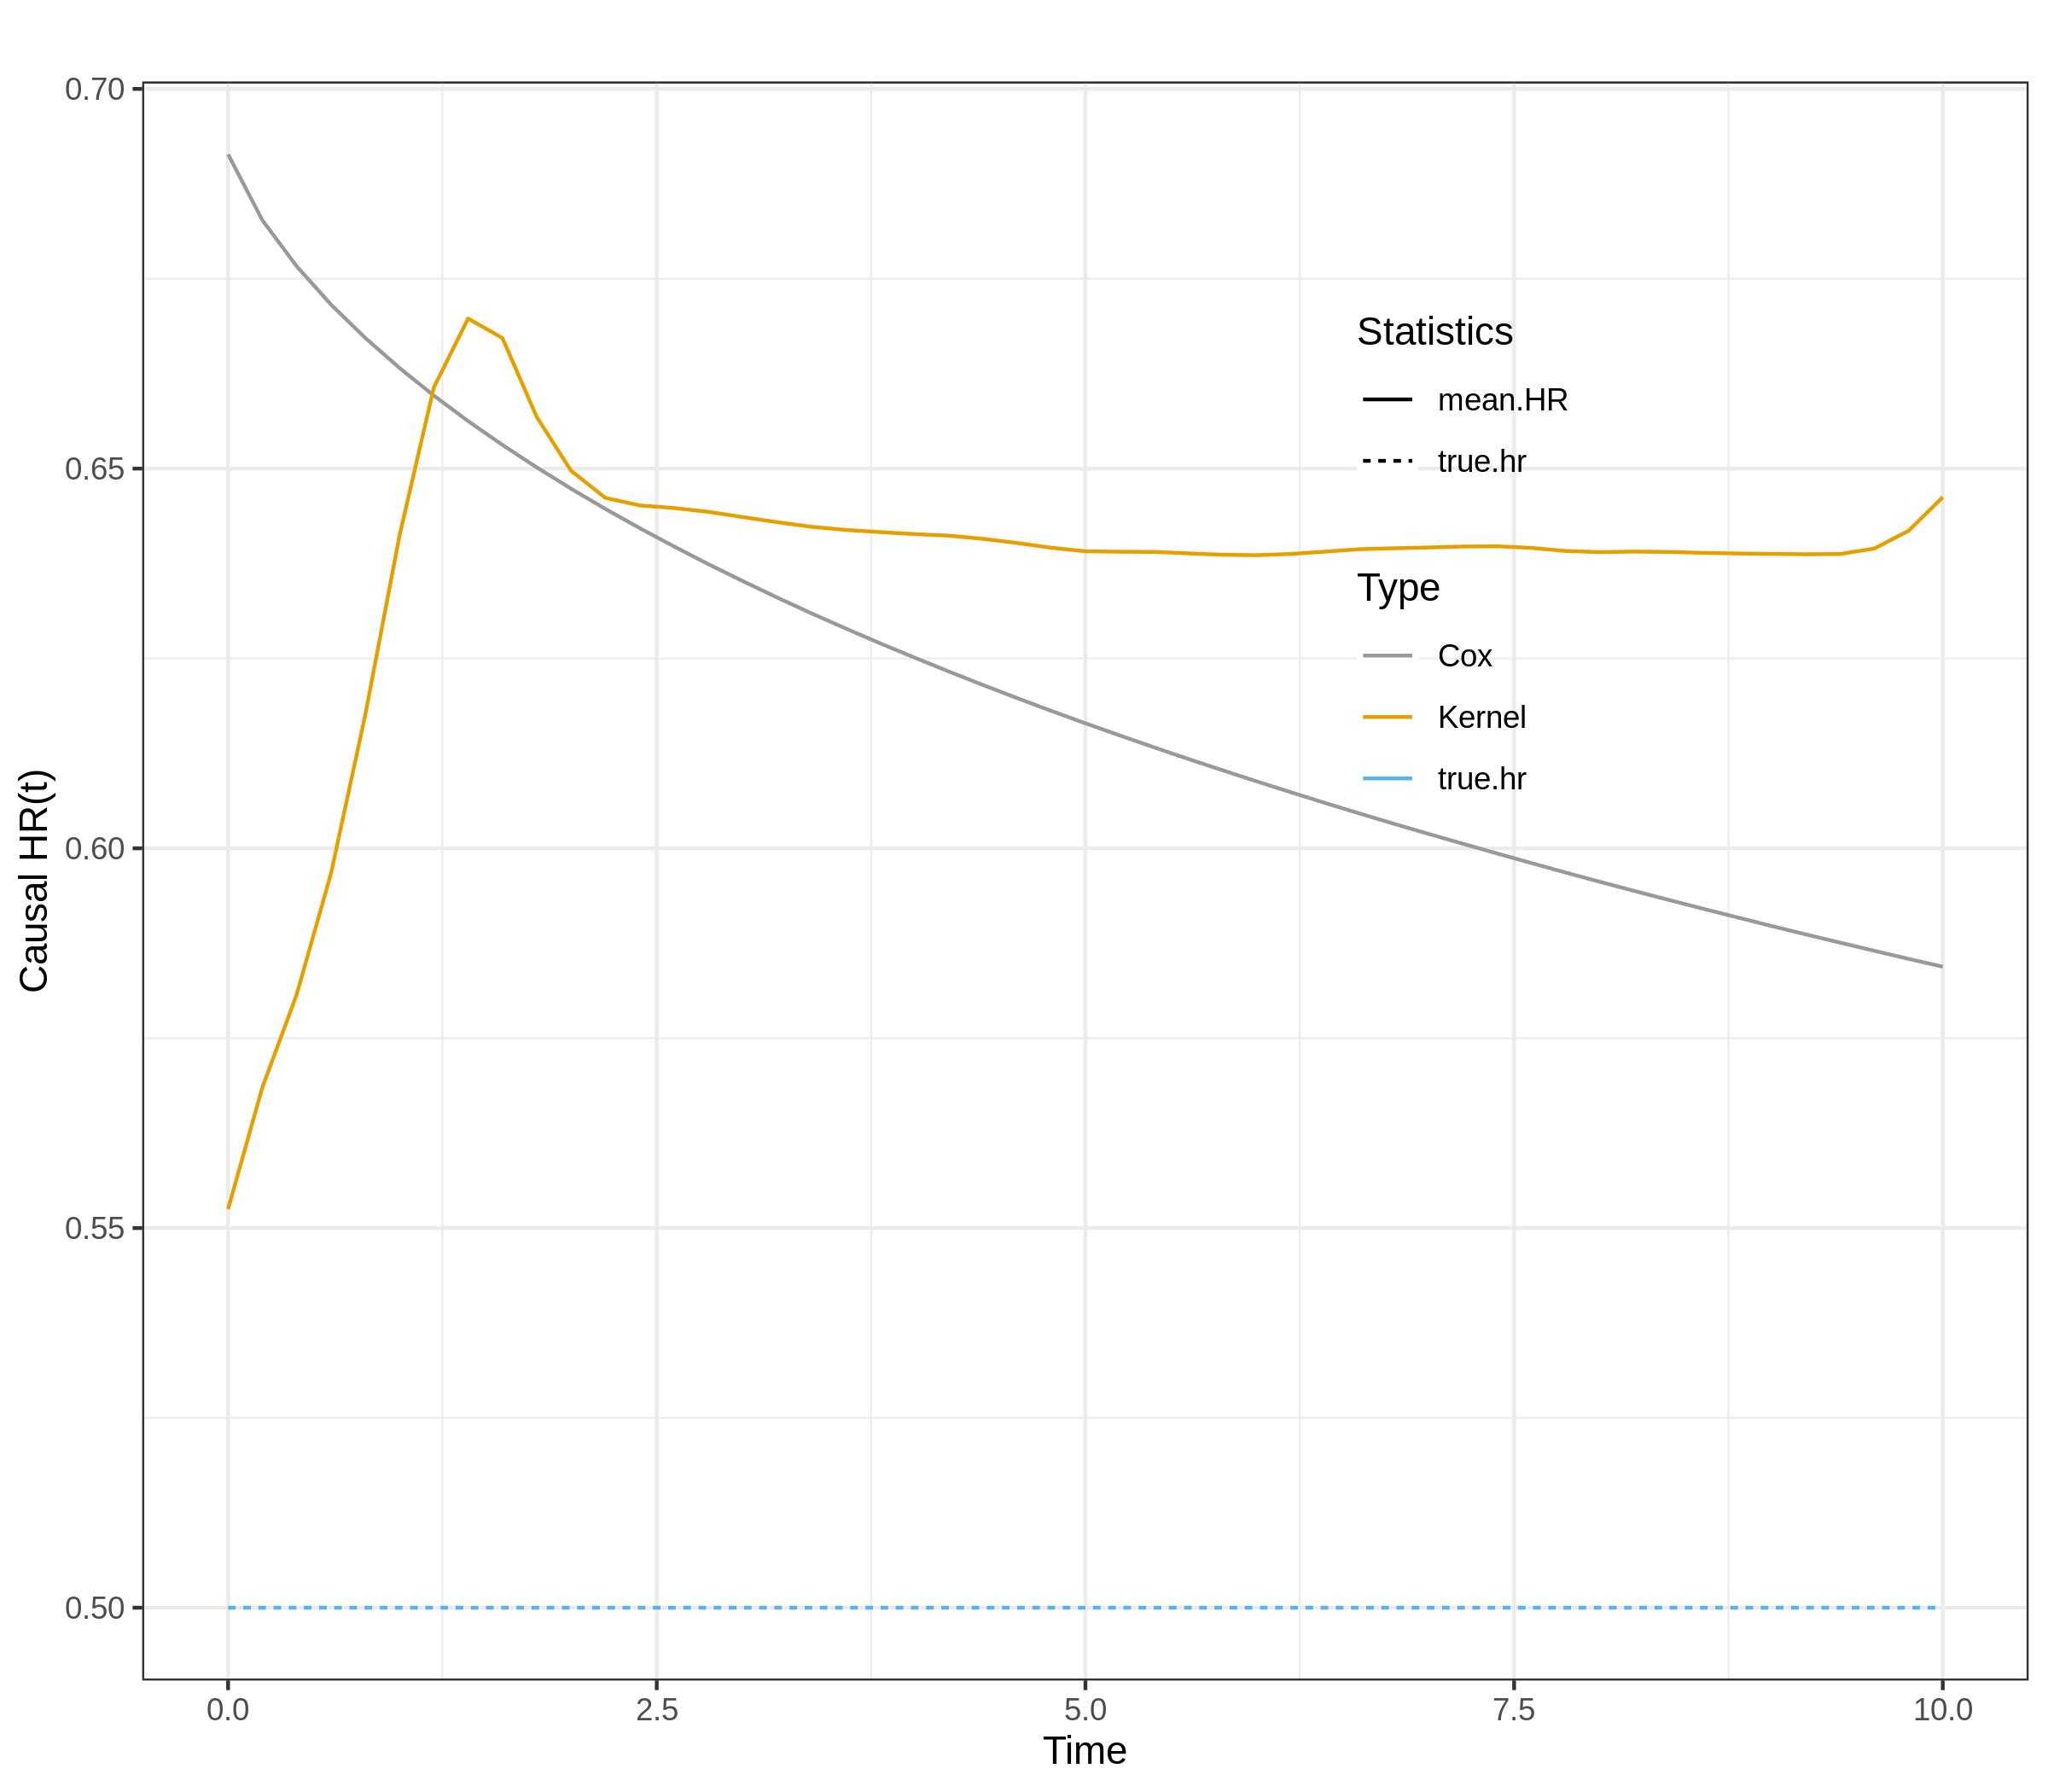 0.70
0.65
0.60
0.55
0.50
Causal HR(t)
Statistics
mean.HR
true.hr
Type
Cox
Kernel
true.hr
0.0 2.5 5.0 7.5 10.0
Time